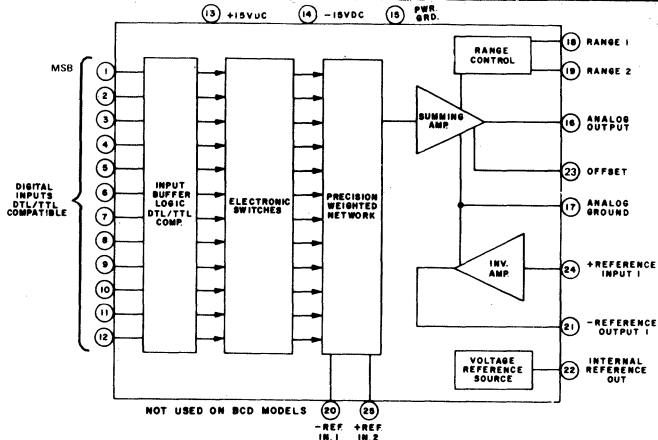 13 +15VDC
14 -15VDC
15 PWR. GRD.
MSB
1
2
3
4
5
6
7
8
9
10
11
12
DIGITAL
INPUTS
DTL/TTL
COMPATIBLE
INPUT
BUFFER
LOGIC
DTL/TTL
COMP.
ELECTRONIC
SWITCHES
PRECISION
WEIGHTED
NETWORK
SUMMING
AMP.
RANGE
CONTROL
18 RANGE 1
19 RANGE 2
16 ANALOG
OUTPUT
23 OFFSET
17 ANALOG
GROUND
INV.
AMP.
24 +REFERENCE
INPUT 1
21 -REFERENCE
OUTPUT 1
VOLTAGE
REFERENCE
SOURCE
22 INTERNAL
REFERENCE
OUT
NOT USED ON BCD MODELS
20
-REF.
IN. 1
25
+REF.
IN. 2